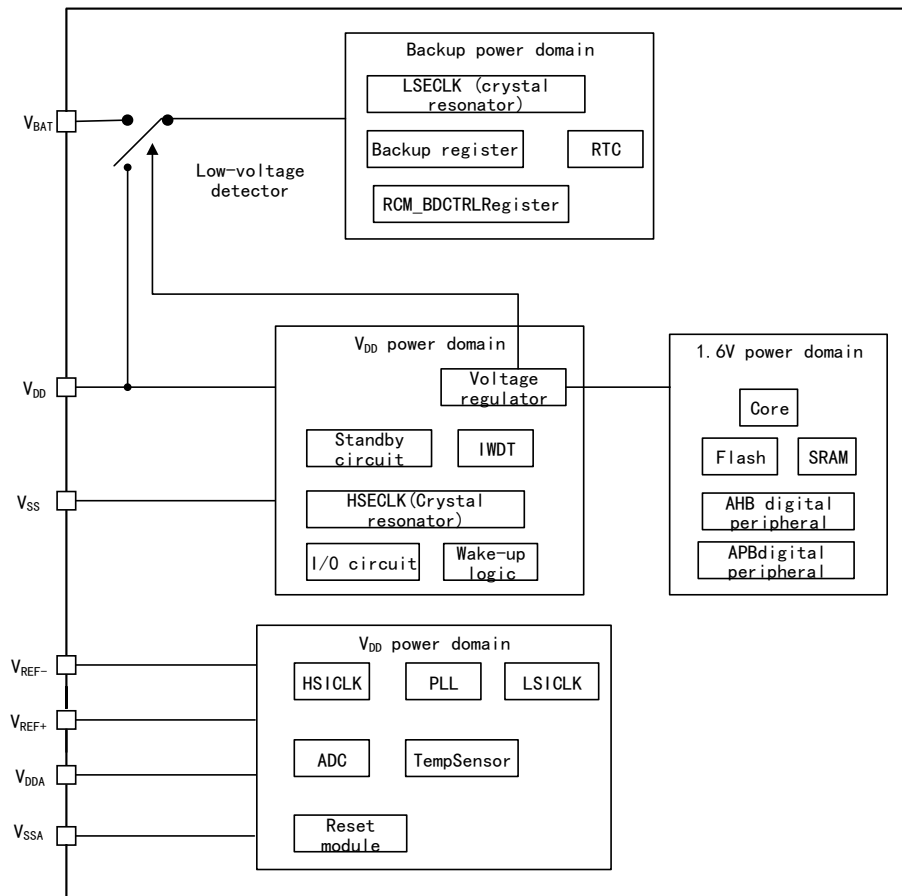 Backup power domain
LSECLK (crystal
resonator)
VBAT
Backup register
RTC
Low-voltage
detector
RCM_BDCTRLRegister
VDD power domain
1.6V power domain
VDD
Voltage
regulator
Core
Standby
circuit
IWDT
Flash
SRAM
VSS
HSECLK(Crystal
resonator)
AHB digital
peripheral
I/O circuit
Wake-up
logic
APBdigital
peripheral
VDD power domain
VREF-
HSICLK
PLL
LSICLK
VREF+
ADC
TempSensor
VDDA
VSSA
Reset
module